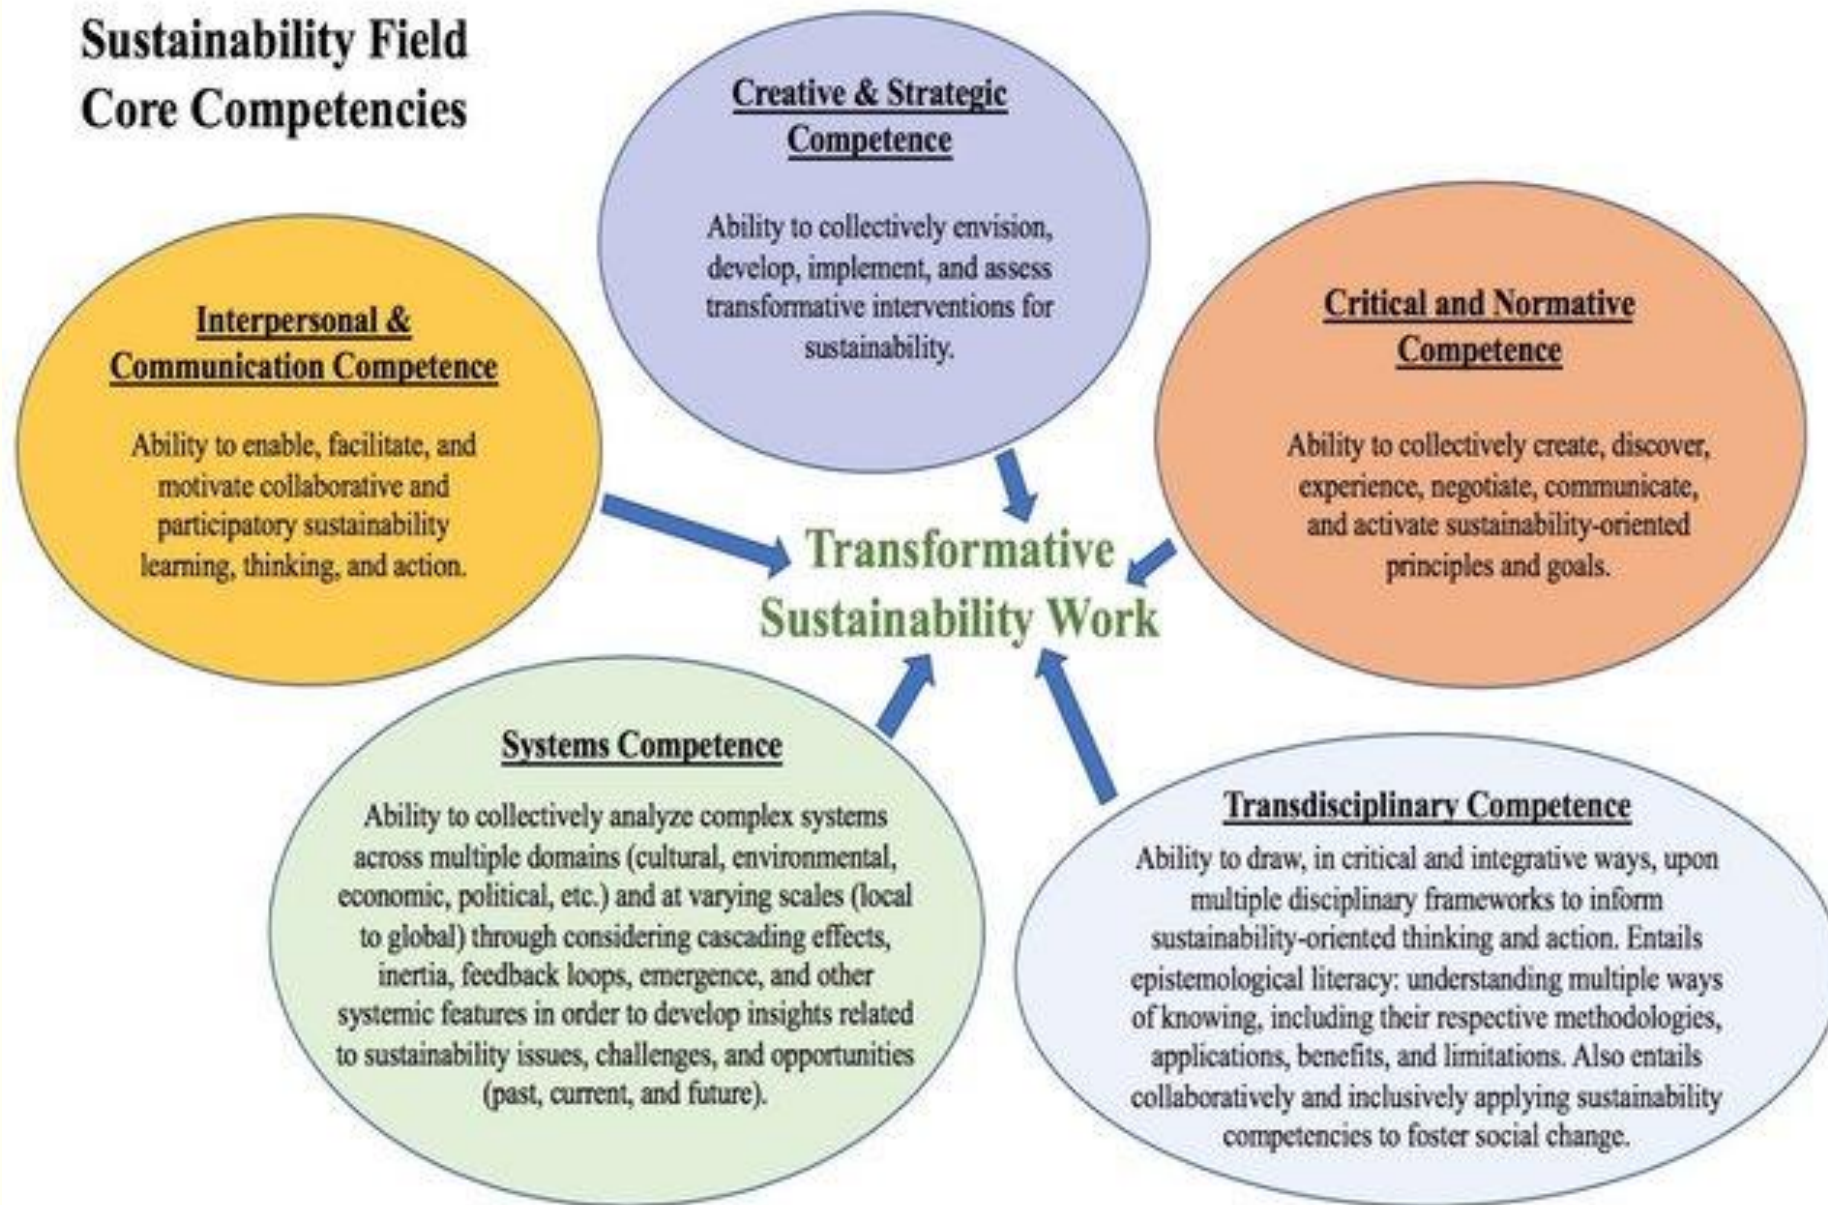 Sustainability Field
Core Competencies
Creative & Strategic
Competence
Ability to collectively envision,
develop, implement, and assess
transformative interventions for
sustainability.
Interpersonal &
Communication Competence
Ability to enable, facilitate, and
motivate collaborative and
participatory sustainability
learning, thinking, and action.
Critical and Normative
Competence
Ability to collectively create, discover,
experience, negotiate, communicate,
and activate sustainability-oriented
principles and goals.
Transformative
Sustainability Work
Systems Competence
Ability to collectively analyze complex systems
across multiple domains (cultural, environmental,
economic, political, etc.) and at varying scales (local
to global) through considering cascading effects,
inertia, feedback loops, emergence, and other
systemic features in order to develop insights related
to sustainability issues, challenges, and opportunities
(past, current, and future).
Transdisciplinary Competence
Ability to draw, in critical and integrative ways, upon
multiple disciplinary frameworks to inform
sustainability-oriented thinking and action. Entails
epistemological literacy: understanding multiple ways
of knowing, including their respective methodologies,
applications, benefits, and limitations. Also entails
collaboratively and inclusively applying sustainability
competencies to foster social change.